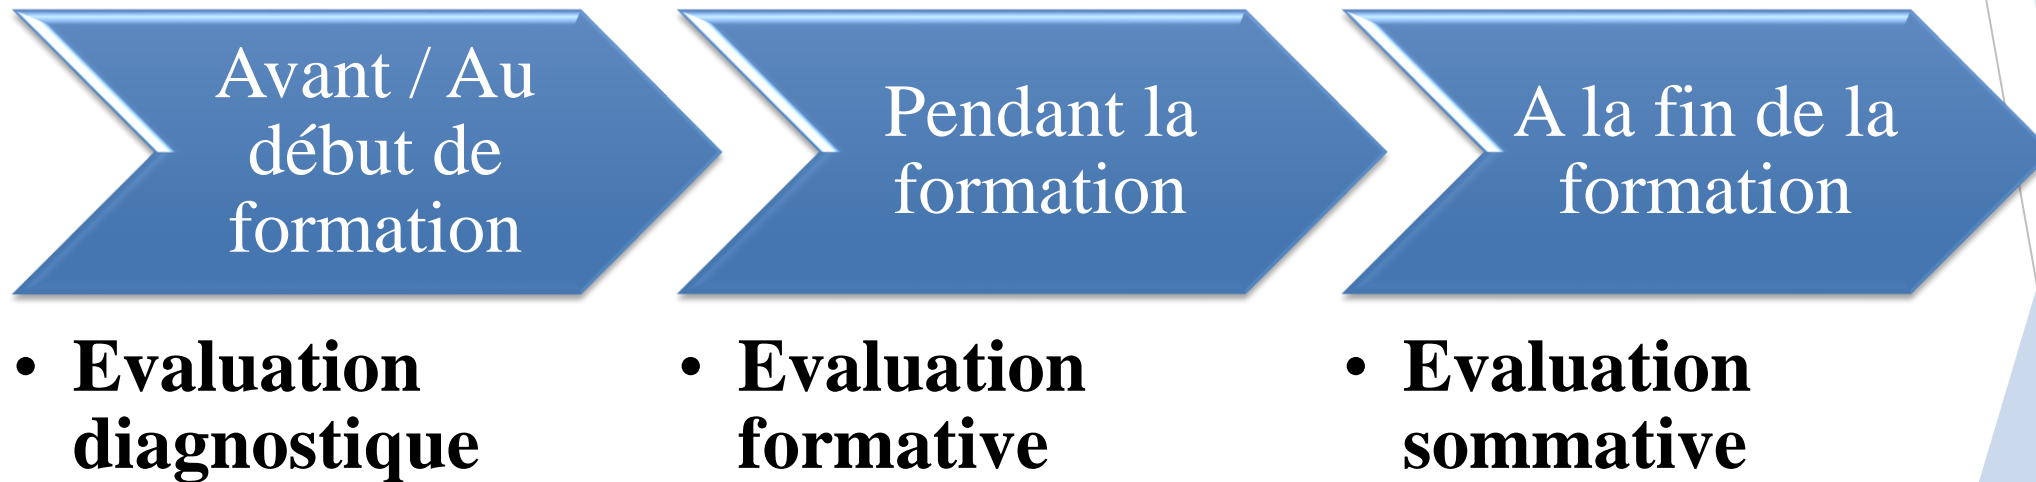 Avant / Au
début de
formation
Pendant la
formation
A la fin de la
formation
• Evaluation
diagnostique
• Evaluation
formative
• Evaluation
sommative